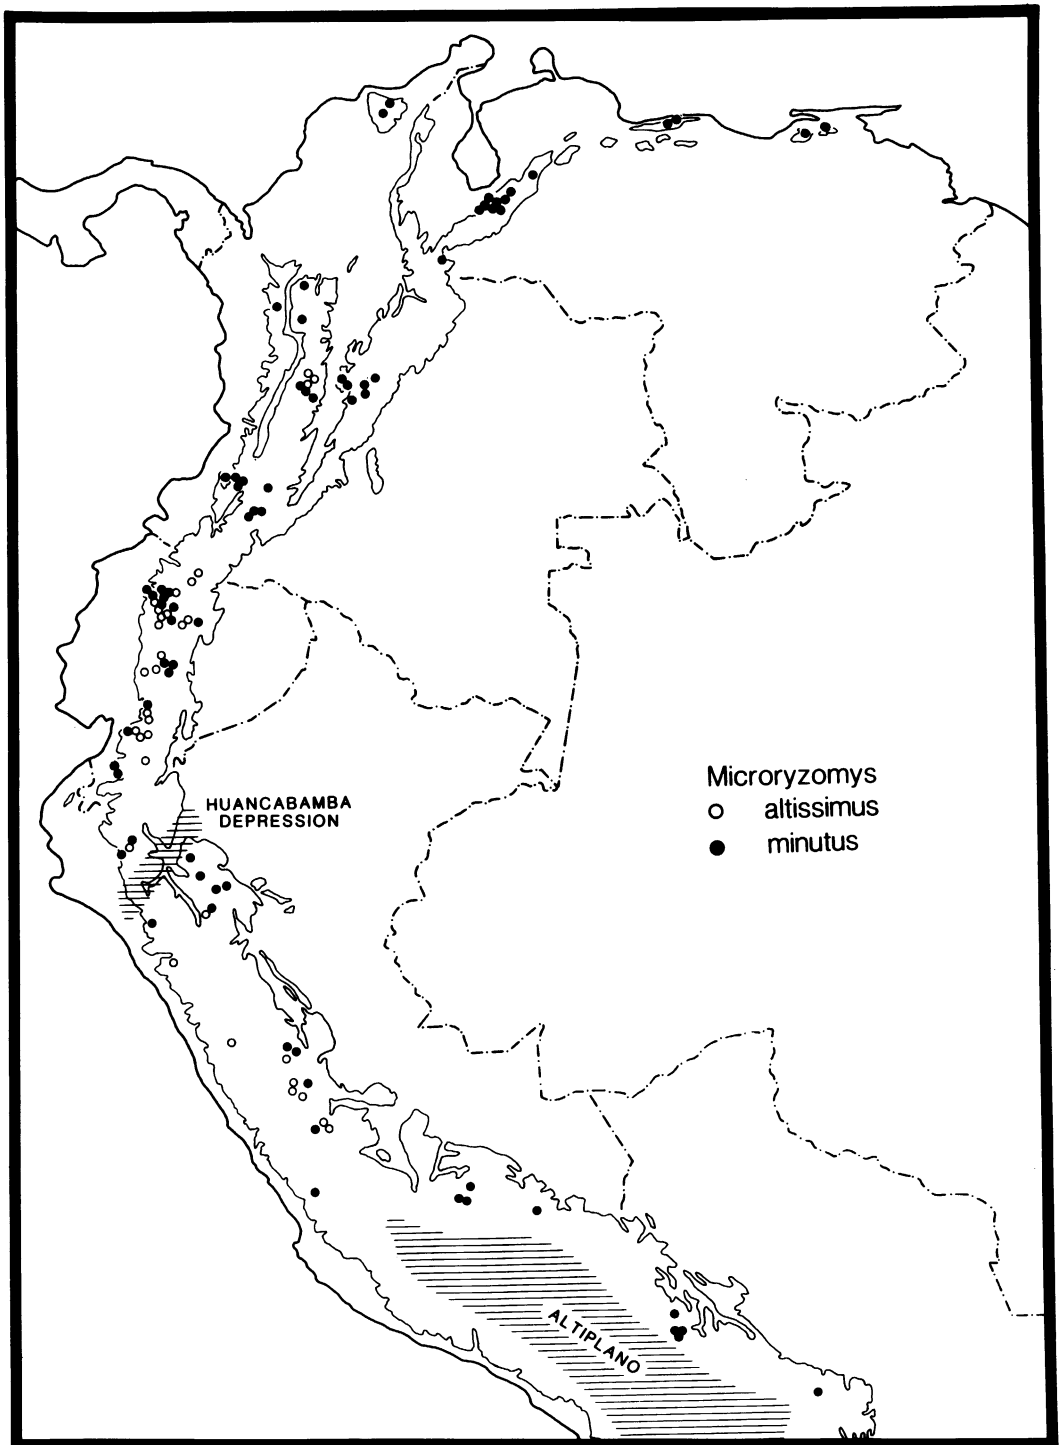 Microryzomys
altissimus
minutus
HUANCABAMBA
DEPRESSION
ALTIPLANO